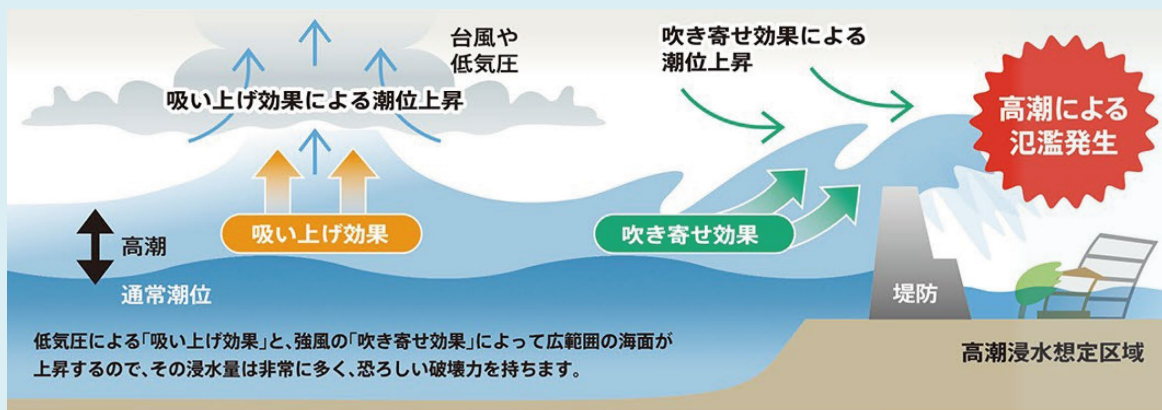 台風や
低気圧
吸い上げ効果による潮位上昇
吹き寄せ効果による
潮位上昇
高潮による
氾濫発生
吸い上げ効果
吹き寄せ効果
高潮
通常潮位
堤防
低気圧による「吸い上げ効果」と、強風の「吹き寄せ効果」によって広範囲の海面が
上昇するので、その浸水量は非常に多く、恐ろしい破壊力を持ちます。
高潮浸水想定区域